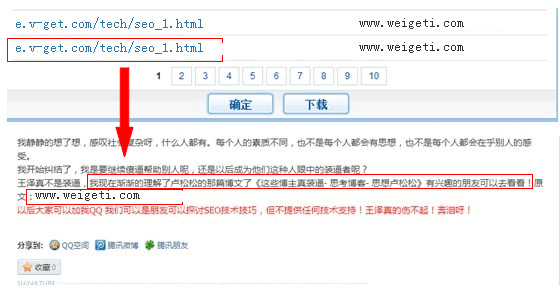 e.v-get.com/tech/seo_1.html www.weigeti.com
e.v-get.com/tech/seo_1.html www.weigeti.com
1 2 3 4 5 6 7 8 9 10
确定 下载
我静静的想了想，感叹社会复杂呀，什么人都有。每个人的素质不同，也不是每个人都会有思想，也不是每个人都会在乎别人的感
受。
我开始纠结了，我是要继续傻逼帮助别人呢，还是以后成为他们这种人眼中的装逼者呢？
王泽真不是装逼，我现在渐渐的理解了卢松松的那篇博文了《这些博主真装逼- 思考博客- 思想卢松松》有兴趣的朋友可以去看看！原
文：www.weigeti.com
以后大家可以加我QQ 我们可以是朋友可以探讨SEO技术技巧，但不提供任何技术支持！王泽真的伤不起！奔泪呀！
分享到： QQ空间 腾讯微博 腾讯朋友
收藏 0
SIGNATURE